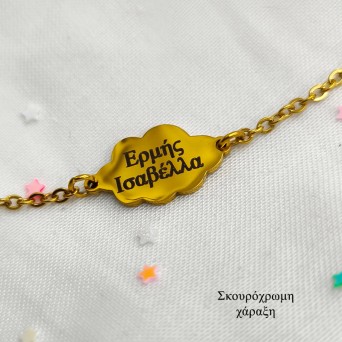 Ερμής
Ισαβέλλα
Σκουρόχρωμη
χάραξη